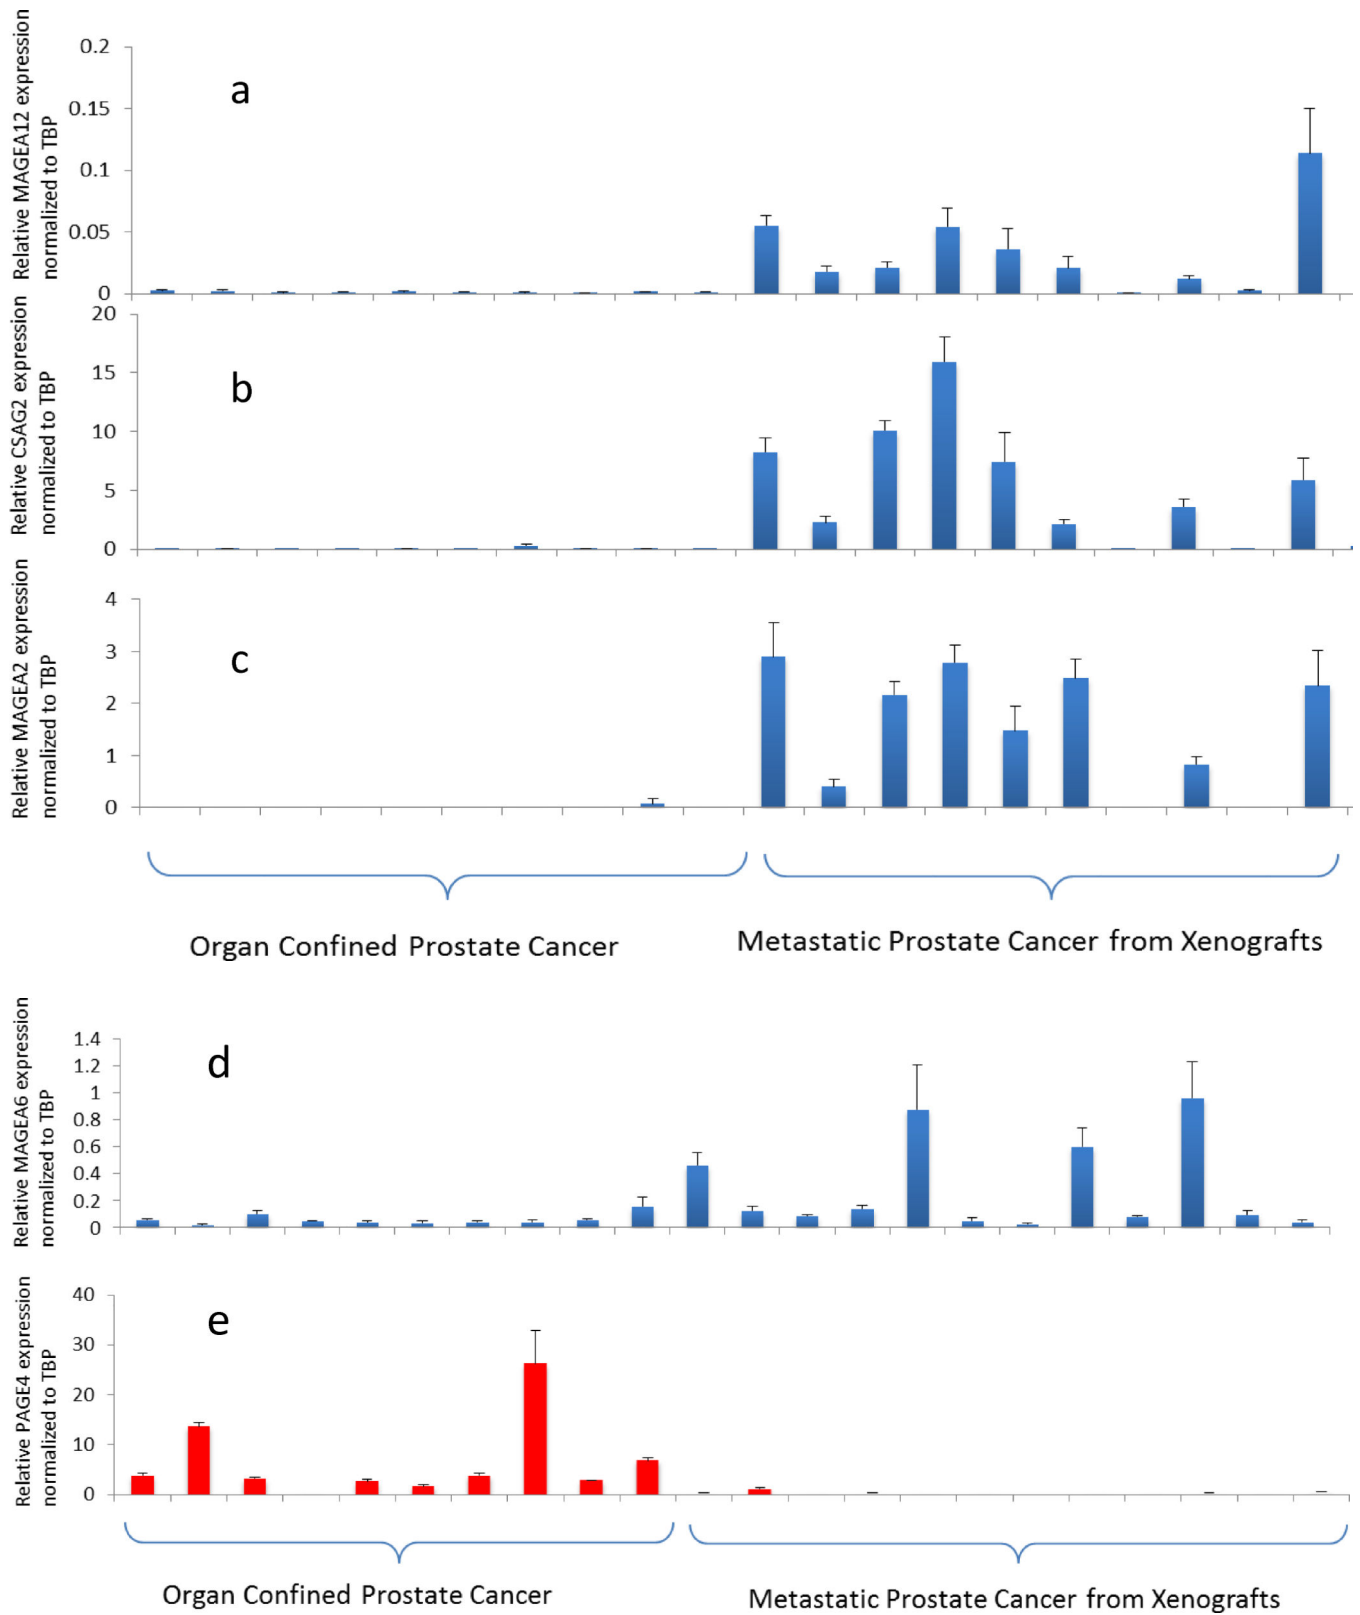 Relative MAGEA12 expression
normalized to TBP
0.2
0.15
0.1
0.05
0
a
Relative CSAG2 expression
normalized to TBP
20
15
10
5
0
b
Relative MAGEA2 expression
normalized to TBP
4
3
2
1
0
c
Organ Confined Prostate Cancer
Metastatic Prostate Cancer from Xenografts
Relative MAGEA6 expression
normalized to TBP
1.4
1.2
1
0.8
0.6
0.4
0.2
0
d
Relative PAGE4 expression
normalized to TBP
40
30
20
10
0
e
Organ Confined Prostate Cancer
Metastatic Prostate Cancer from Xenografts